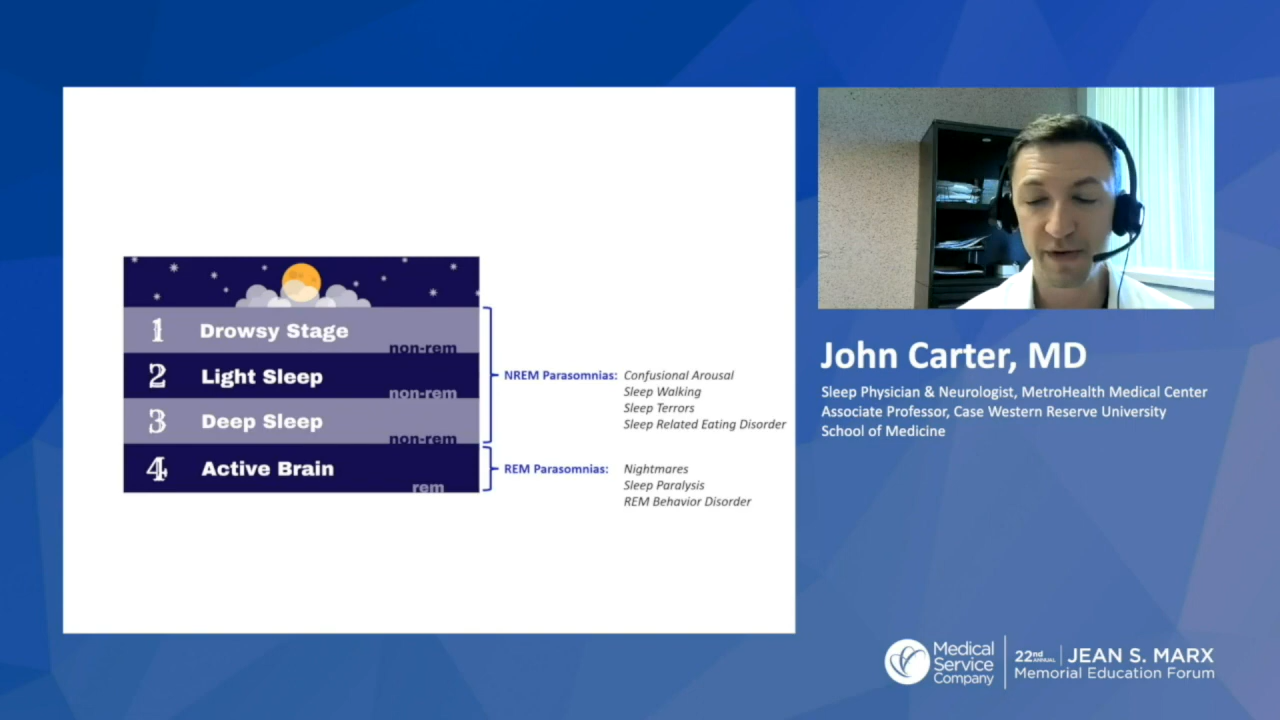 1 Drowsy Stage
non-rem
2 Light Sleep
non-rem
3 Deep Sleep
non-rem
4 Active Brain
rem
NREM Parasomnias: Confusional Arousal
Sleep Walking
Sleep Terrors
Sleep Related Eating Disorder
REM Parasomnias: Nightmares
Sleep Paralysis
REM Behavior Disorder
John Carter, MD
Sleep Physician & Neurologist, MetroHealth Medical Center
Associate Professor, Case Western Reserve University
School of Medicine
Medical
Service
Company
22nd ANNUAL JEAN S. MARX
Memorial Education Forum